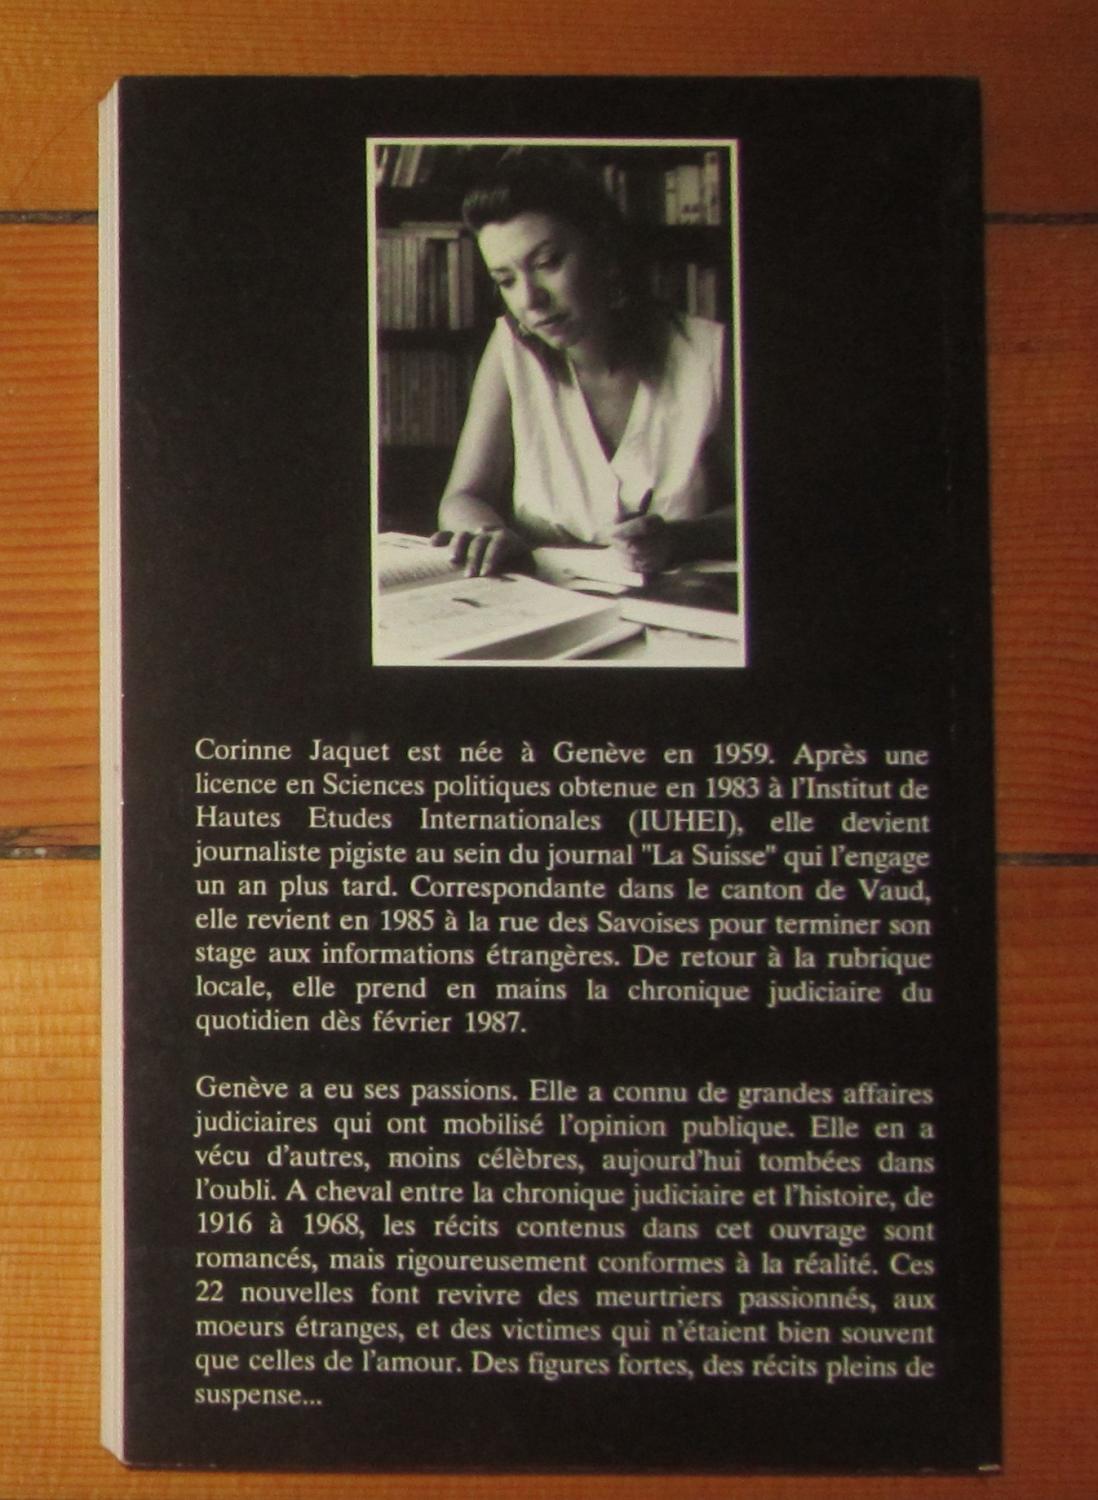 Corinne Jaquet est née à Genève en 1959. Après une
licence en Sciences politiques obtenue en 1983 à l'Institut de
Hautes Etudes Internationales (IUHEI), elle devient
journaliste pigiste au sein du journal "La Suisse" qui l'engage
un an plus tard. Correspondante dans le canton de Vaud,
elle revient en 1985 à la rue des Savoises pour terminer son
stage aux informations étrangères. De retour à la rubrique
locale, elle prend en mains la chronique judiciaire du
quotidien dès février 1987.
Genève a eu ses passions. Elle a connu de grandes affaires
judiciaires qui ont mobilisé l'opinion publique. Elle en a
vécu d'autres, moins célèbres, aujourd'hui tombées dans
l'oubli. A cheval entre la chronique judiciaire et l'histoire, de
1916 à 1968, les récits contenus dans cet ouvrage sont
romancés, mais rigoureusement conformes à la réalité. Ces
22 nouvelles font revivre des meurtriers passionnés, aux
moeurs étranges, et des victimes qui n'étaient bien souvent
que celles de l'amour. Des figures fortes, des récits pleins de
suspense...